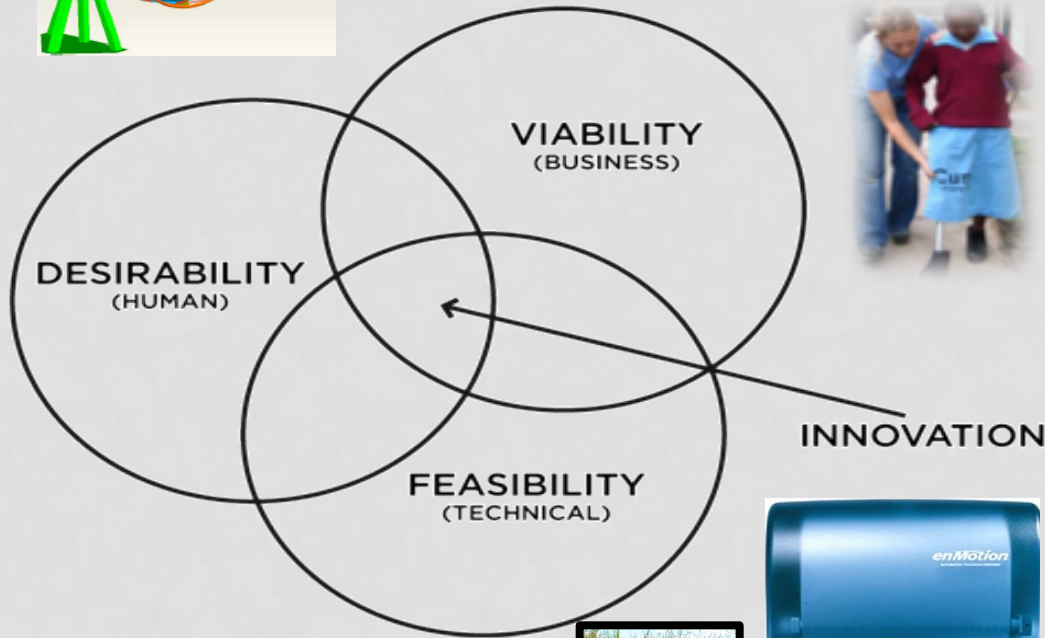 VIABILITY
(BUSINESS)
DESIRABILITY
(HUMAN)
INNOVATION
FEASIBILITY
(TECHNICAL)
enMotion